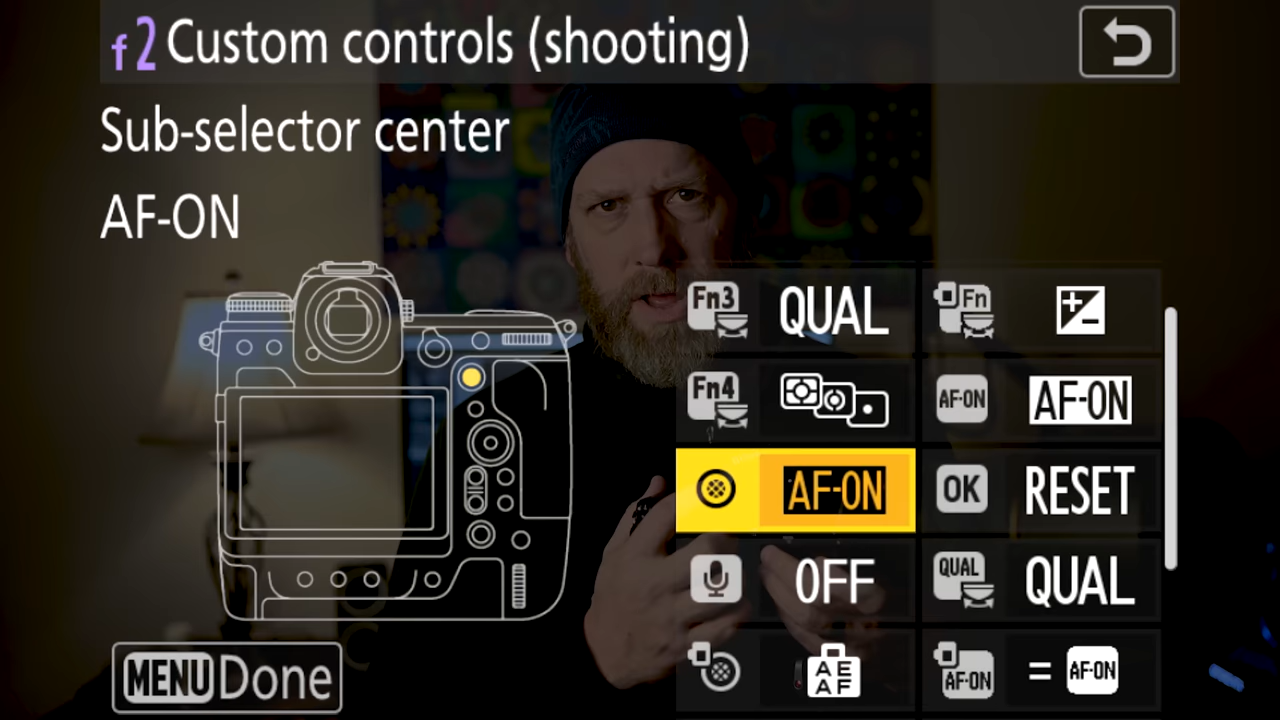 f2 Custom controls (shooting)
Sub-selector center
AF-ON
Fn3 QUAL Fn
Fn4 AF-ON AF-ON
AF-ON OK RESET
OFF QUAL QUAL
AE AF AF-ON = AF-ON
MENU Done